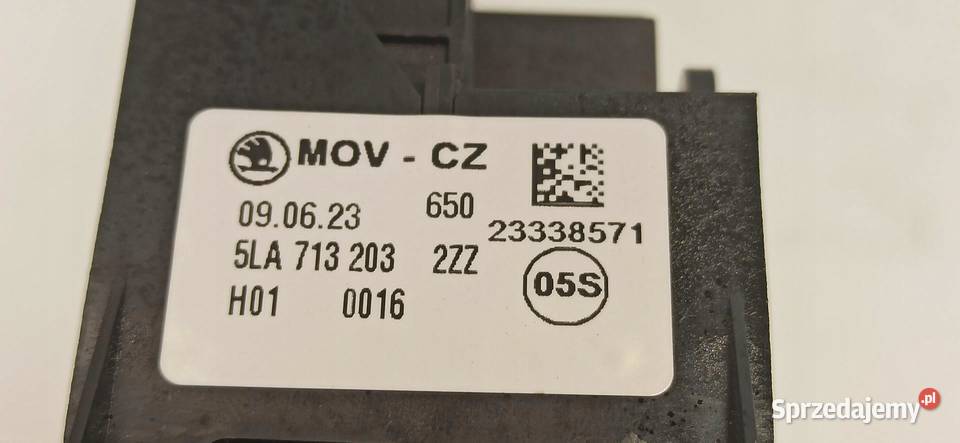 MOV - CZ
09.06.23 650
23338571
5LA 713 203 2ZZ
05S
H01 0016
Sprzedajemy.pl